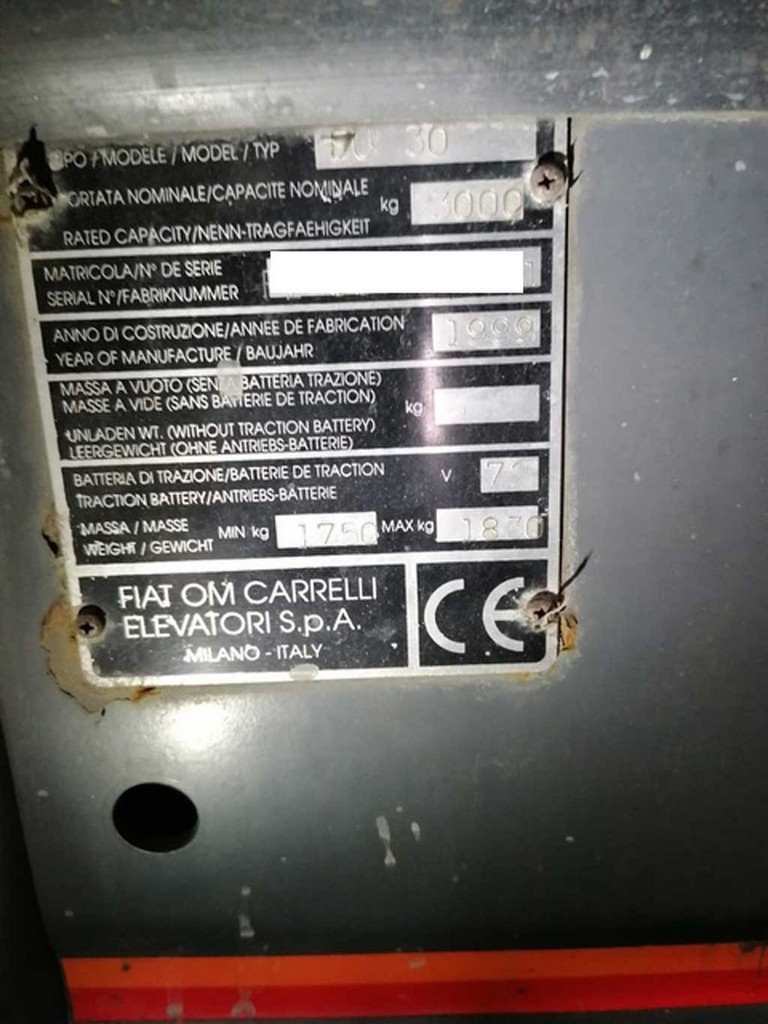 TIPO / MODELE / MODEL / TYP 30
PORTATA NOMINALE/CAPACITE NOMINALE
kg 3000
RATED CAPACITY/NENN-TRAGFAEHIGKEIT
MATRICOLA/N° DE SERIE
SERIAL N°/FABRIKNUMMER
ANNO DI COSTRUZIONE/ANNEE DE FABRICATION
1999
YEAR OF MANUFACTURE / BAUJAHR
MASSA A VUOTO (SENZA BATTERIA TRAZIONE)
MASSE A VIDE (SANS BATTERIE DE TRACTION)
kg
UNLADEN WT. (WITHOUT TRACTION BATTERY)
LEERGEWICHT (OHNE ANTRIEBS-BATTERIE)
BATTERIA DI TRAZIONE/BATTERIE DE TRACTION
V 72
TRACTION BATTERY/ANTRIEBS-BATTERIE
MASSA / MASSE
WEIGHT / GEWICHT
MIN kg 1750 MAX kg 1830
FIAT OM CARRELLI
ELEVATORI S.p.A.
MILANO - ITALY
CE